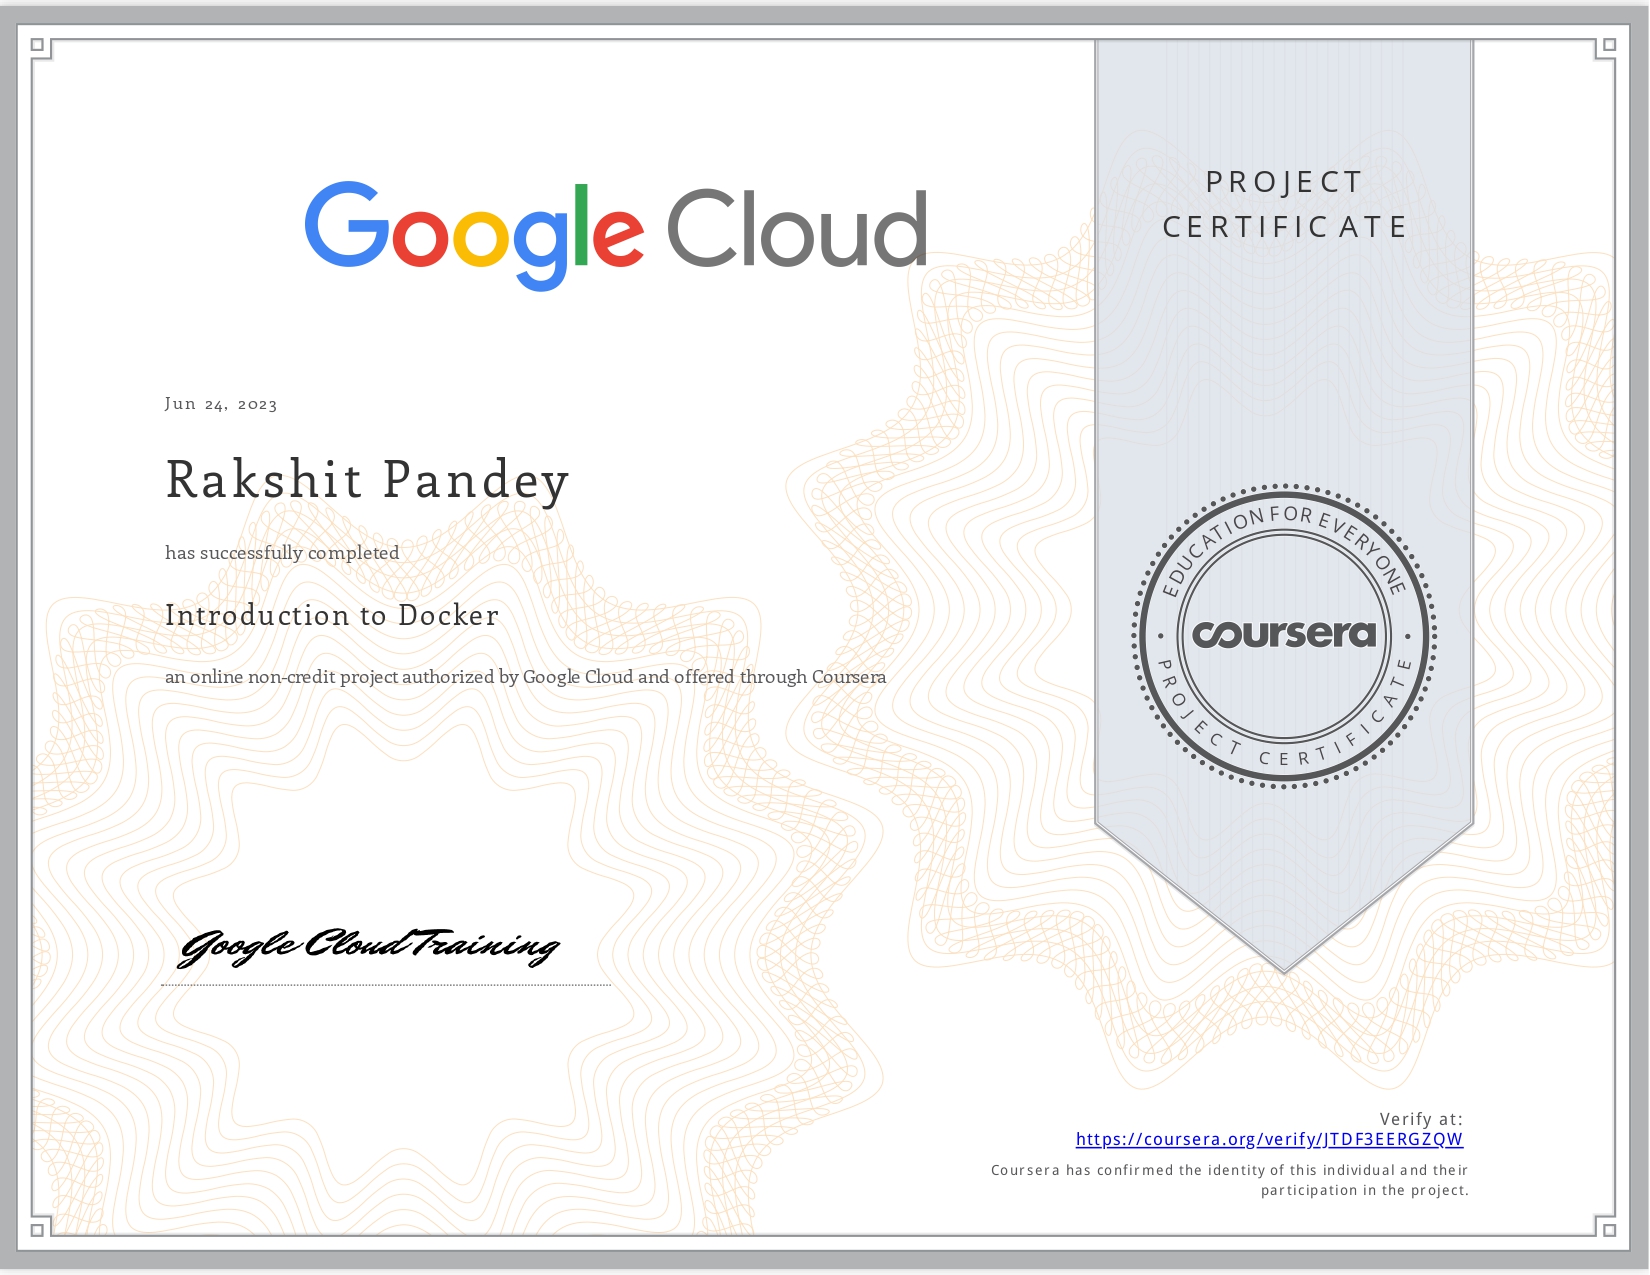 Google Cloud
PROJECT
CERTIFICATE
Jun 24, 2023
Rakshit Pandey
has successfully completed
Introduction to Docker
an online non-credit project authorized by Google Cloud and offered through Coursera
EDUCATION FOR EVERYONE
coursera
PROJECT CERTIFICATE
Google Cloud Training
Verify at:
https://coursera.org/verify/JTDF3EERGZQW
Coursera has confirmed the identity of this individual and their
participation in the project.